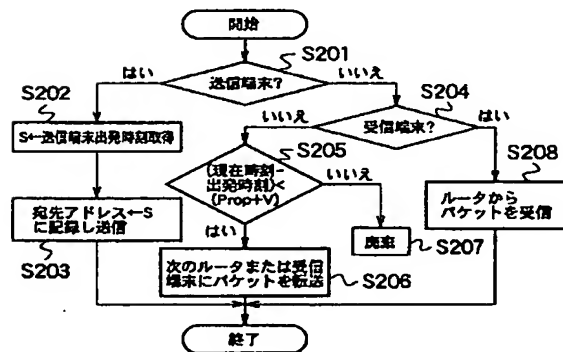 開始
S201
送信端末?
はい
いいえ
S202
S←送信端末出発時刻取得
宛先アドレス←S
に記録し送信
S203
S204
受信端末?
いいえ
はい
S205
(現在時刻-
出発時刻)<
(Prop+V)
いいえ
はい
廃棄
S207
次のルータまたは受信
端末にパケットを転送
S206
S208
ルータから
パケットを受信
終了